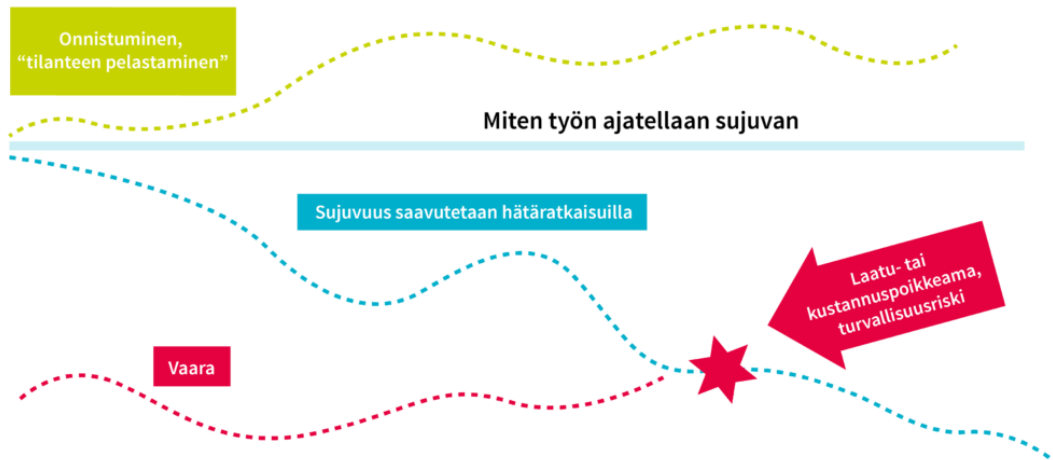 Onnistuminen,
“tilanteen pelastaminen”
Miten työn ajatellaan sujuvan
Sujuvuus saavutetaan hätäratkaisuilla
Laatu- tai
kustannuspoikkeama,
turvallisuusriski
Vaara